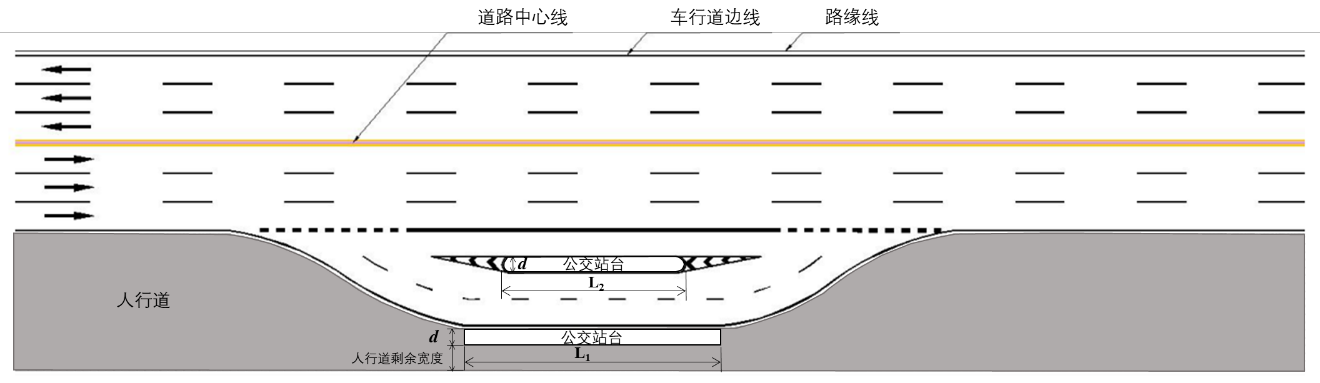 道路中心线 车行道边线 路缘线
公交站台
d
L₂
人行道
公交站台
d
L₁
人行道剩余宽度